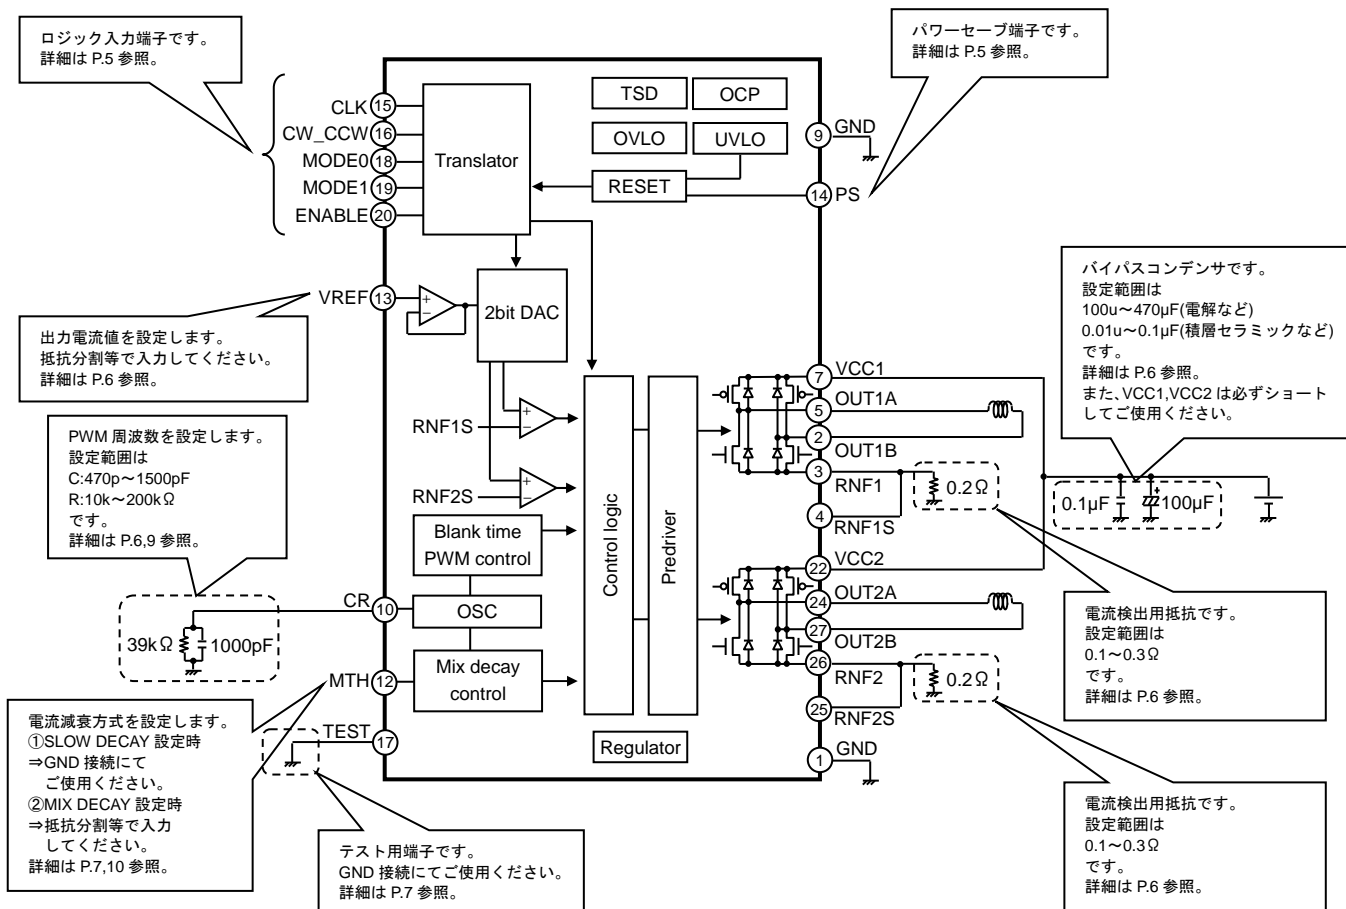 ロジック入力端子です。
詳細は P.5 参照。
パワーセーブ端子です。
詳細は P.5 参照。
CLK 15
CW_CCW 16
MODE0 18
MODE1 19
ENABLE 20
Translator
TSD
OCP
OVLO
UVLO
RESET
9 GND
14 PS
VREF 13
+
−
2bit DAC
出力電流値を設定します。
抵抗分割等で入力してください。
詳細は P.6 参照。
バイパスコンデンサです。
設定範囲は
100u～470μF(電解など)
0.01u～0.1μF(積層セラミックなど)
です。
詳細は P.6 参照。
また、VCC1,VCC2 は必ずショート
してご使用ください。
PWM 周波数を設定します。
設定範囲は
C:470p～1500pF
R:10k～200kΩ
です。
詳細は P.6,9 参照。
RNF1S
+
−
RNF2S
+
−
Blank time
PWM control
OSC
Mix decay
control
Control logic
Predriver
Regulator
7 VCC1
5 OUT1A
2 OUT1B
3 RNF1
4 RNF1S
0.2Ω
22 VCC2
24 OUT2A
27 OUT2B
26 RNF2
25 RNF2S
0.2Ω
1 GND
0.1μF
+
100μF
CR 10
39kΩ
1000pF
MTH 12
TEST 17
電流減衰方式を設定します。
①SLOW DECAY 設定時
⇒GND 接続にて
ご使用ください。
②MIX DECAY 設定時
⇒抵抗分割等で入力
してください。
詳細は P.7,10 参照。
テスト用端子です。
GND 接続にてご使用ください。
詳細は P.7 参照。
電流検出用抵抗です。
設定範囲は
0.1～0.3Ω
です。
詳細は P.6 参照。
電流検出用抵抗です。
設定範囲は
0.1～0.3Ω
です。
詳細は P.6 参照。